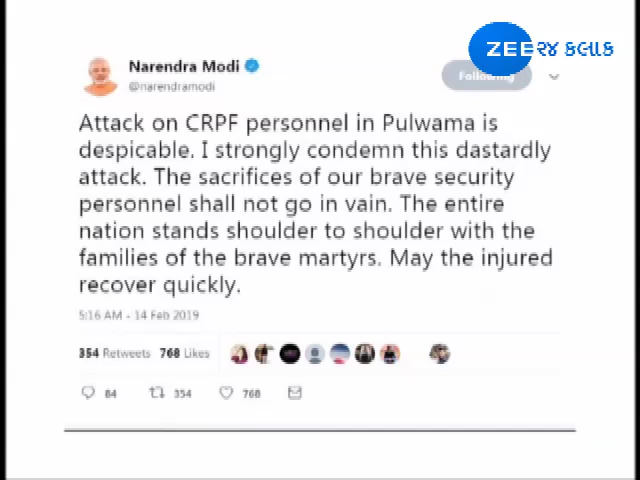 ZEE
Narendra Modi
@narendramodi
Following
Attack on CRPF personnel in Pulwama is
despicable. I strongly condemn this dastardly
attack. The sacrifices of our brave security
personnel shall not go in vain. The entire
nation stands shoulder to shoulder with the
families of the brave martyrs. May the injured
recover quickly.
5:16 AM - 14 Feb 2019
354 Retweets 768 Likes
84 354 768